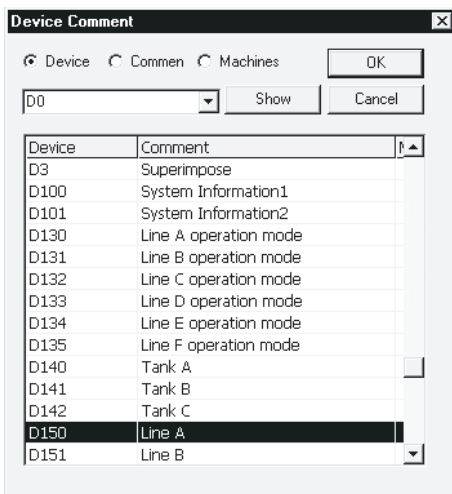 Device Comment
Device Commen Machines OK
D0 Show Cancel
Device Comment
D3 Superimpose
D100 System Information1
D101 System Information2
D130 Line A operation mode
D131 Line B operation mode
D132 Line C operation mode
D133 Line D operation mode
D134 Line E operation mode
D135 Line F operation mode
D140 Tank A
D141 Tank B
D142 Tank C
D150 Line A
D151 Line B